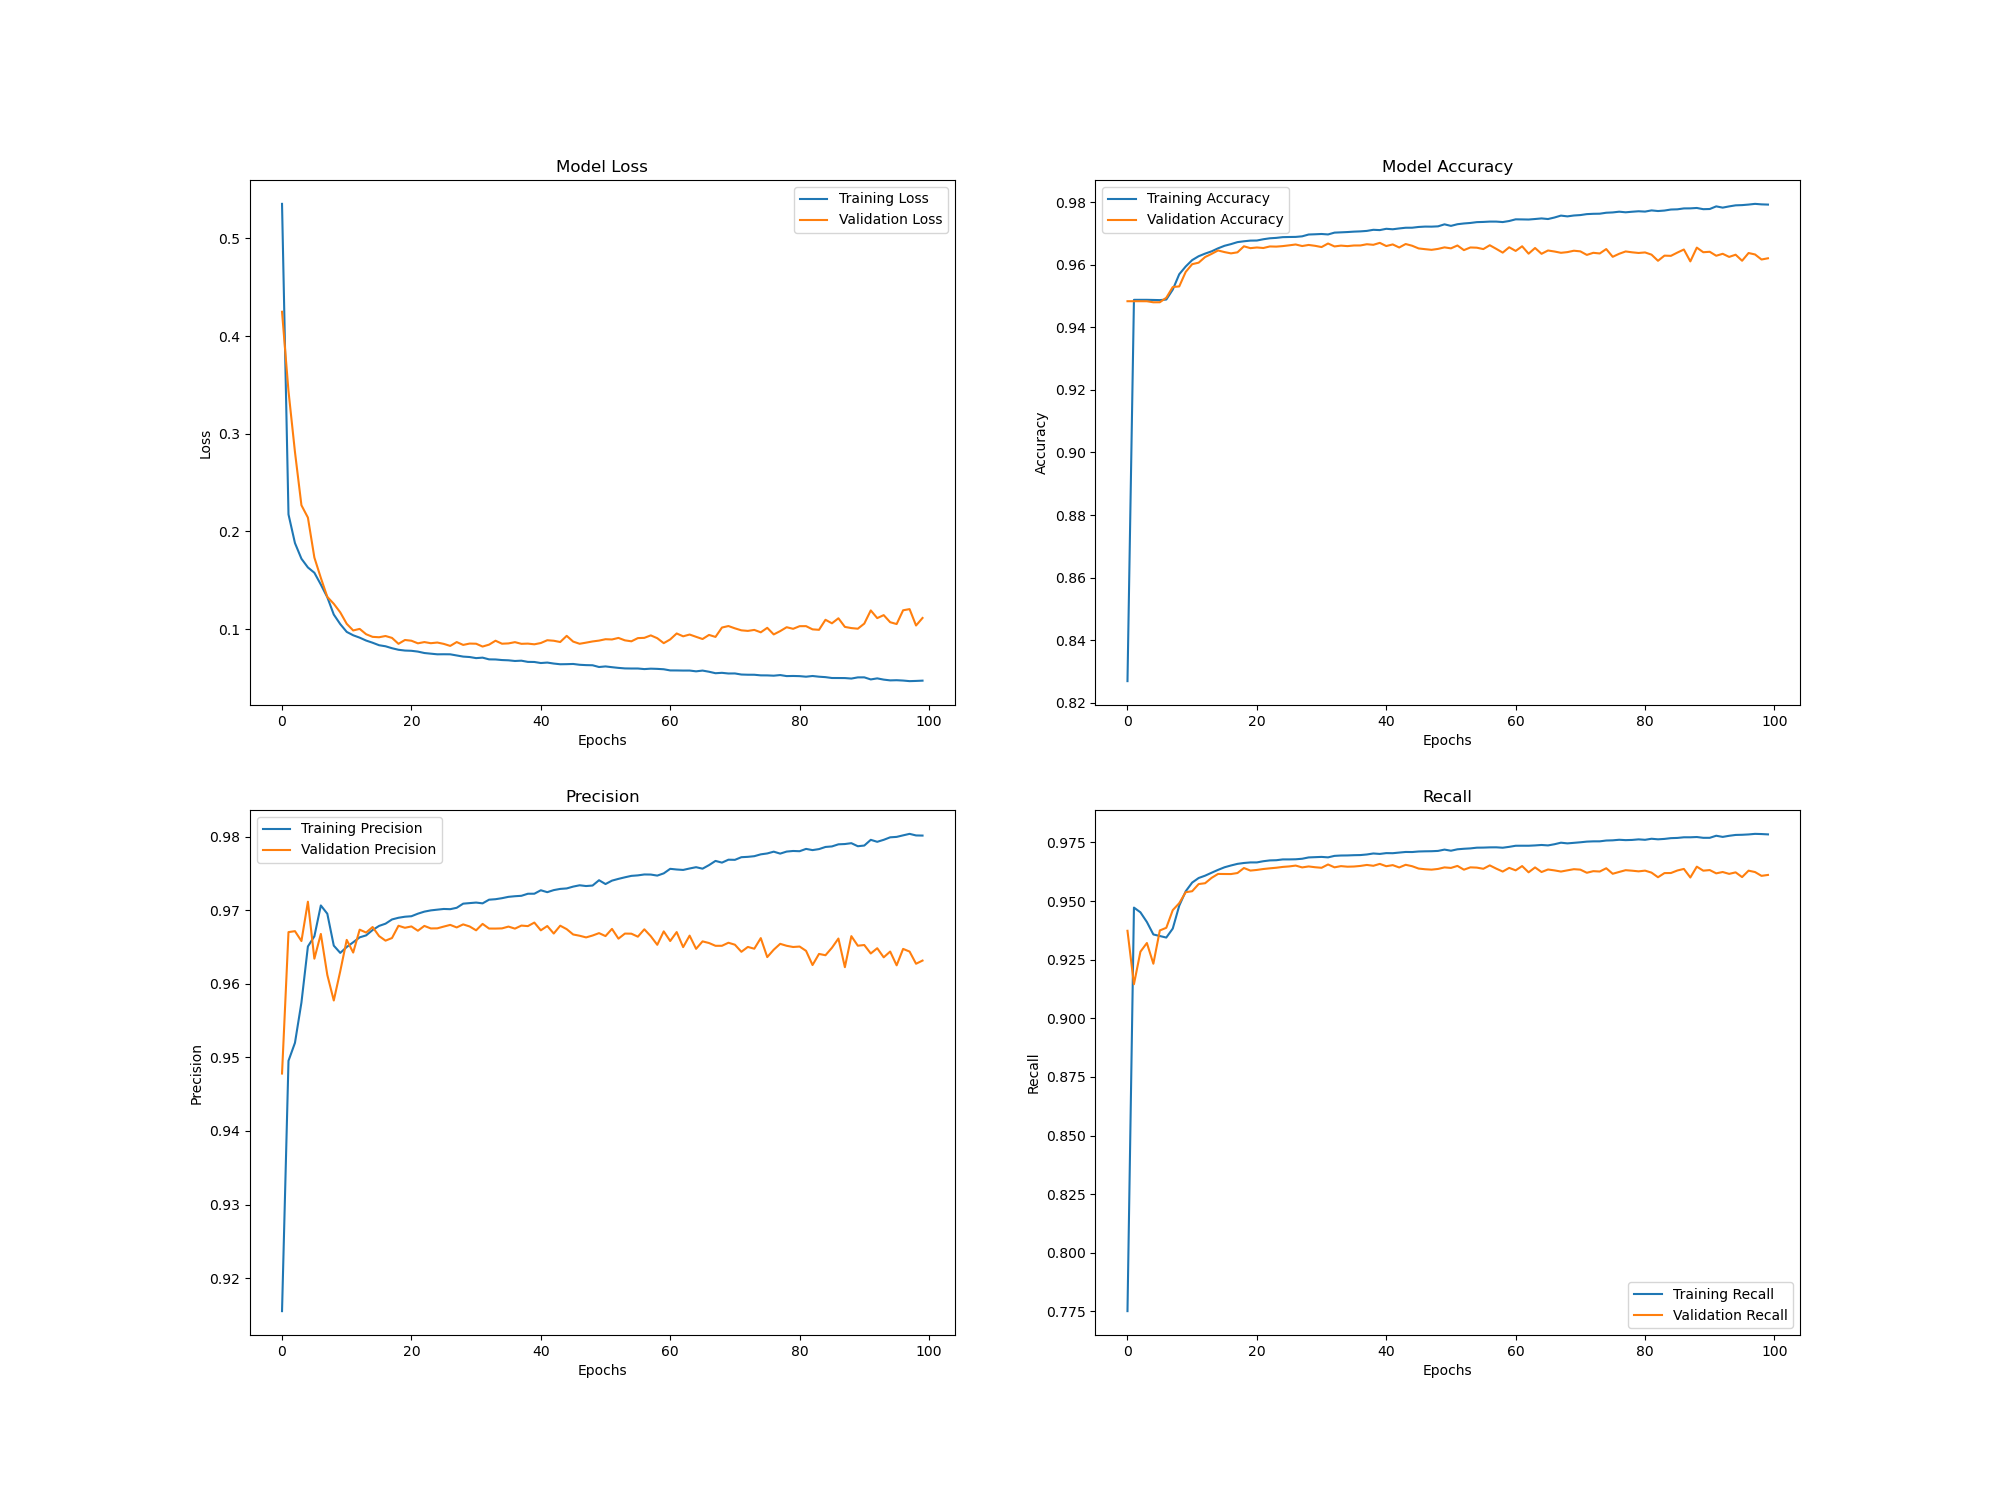 Model Loss
Training Loss
Validation Loss
0.5
0.4
0.3
0.2
0.1
Loss
0 20 40 60 80 100
Epochs
Model Accuracy
Training Accuracy
Validation Accuracy
0.98
0.96
0.94
0.92
0.90
0.88
0.86
0.84
0.82
Accuracy
0 20 40 60 80 100
Epochs
Precision
Training Precision
Validation Precision
0.98
0.97
0.96
0.95
0.94
0.93
0.92
Precision
0 20 40 60 80 100
Epochs
Recall
0.975
0.950
0.925
0.900
0.875
0.850
0.825
0.800
0.775
Recall
Training Recall
Validation Recall
0 20 40 60 80 100
Epochs